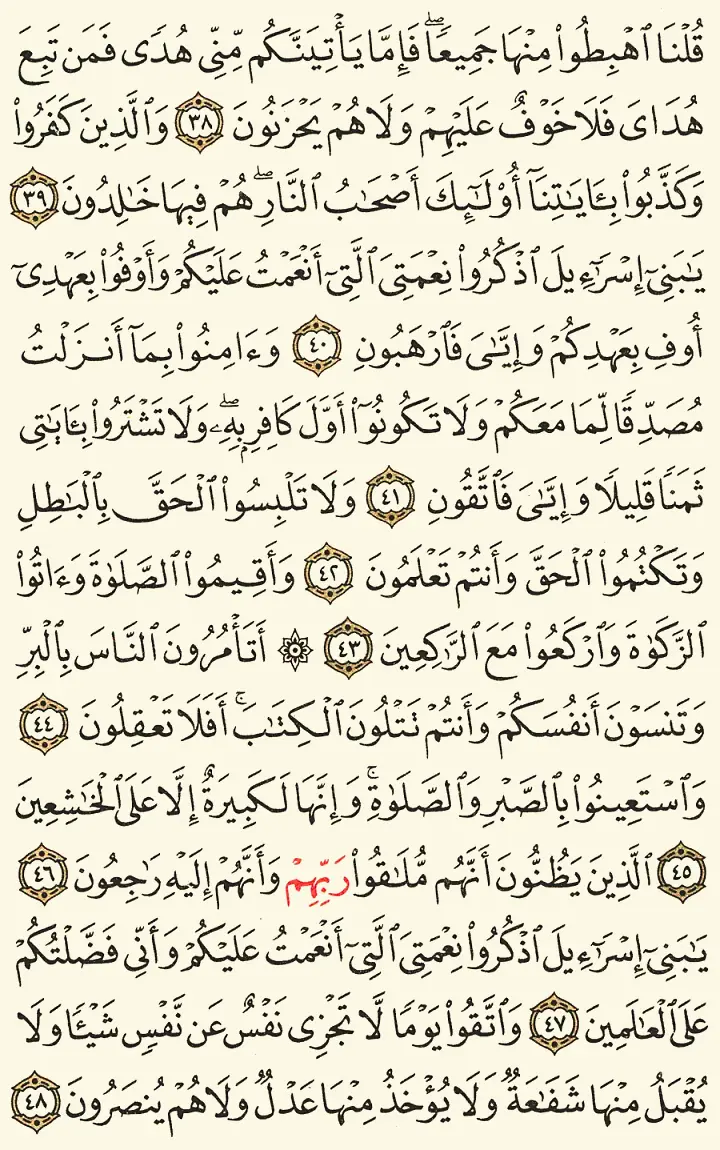 قُلْنَا ٱهْبِطُوا۟ مِنْهَا جَمِيعًاۖ فَإِمَّا يَأْتِيَنَّكُم مِّنِّى هُدًى فَمَن تَبِعَ
هُدَاىَ فَلَا خَوْفٌ عَلَيْهِمْ وَلَا هُمْ يَحْزَنُونَ ٣٨ وَٱلَّذِينَ كَفَرُوا۟
وَكَذَّبُوا۟ بِـَٔايَـٰتِنَآ أُو۟لَـٰٓئِكَ أَصْحَـٰبُ ٱلنَّارِۖ هُمْ فِيهَا خَـٰلِدُونَ ٣٩
يَـٰبَنِىٓ إِسْرَـٰٓءِيلَ ٱذْكُرُوا۟ نِعْمَتِىَ ٱلَّتِىٓ أَنْعَمْتُ عَلَيْكُمْ وَأَوْفُوا۟ بِعَهْدِىٓ
أُوفِ بِعَهْدِكُمْ وَإِيَّـٰىَ فَٱرْهَبُونِ ٤٠ وَءَامِنُوا۟ بِمَآ أَنزَلْتُ
مُصَدِّقًا لِّمَا مَعَكُمْ وَلَا تَكُونُوٓا۟ أَوَّلَ كَافِرٍۭ بِهِۦۖ وَلَا تَشْتَرُوا۟ بِـَٔايَـٰتِى
ثَمَنًا قَلِيلًا وَإِيَّـٰىَ فَٱتَّقُونِ ٤١ وَلَا تَلْبِسُوا۟ ٱلْحَقَّ بِٱلْبَـٰطِلِ
وَتَكْتُمُوا۟ ٱلْحَقَّ وَأَنتُمْ تَعْلَمُونَ ٤٢ وَأَقِيمُوا۟ ٱلصَّلَوٰةَ وَءَاتُوا۟
ٱلزَّكَوٰةَ وَٱرْكَعُوا۟ مَعَ ٱلرَّٰكِعِينَ ٤٣ ۞ أَتَأْمُرُونَ ٱلنَّاسَ بِٱلْبِرِّ
وَتَنسَوْنَ أَنفُسَكُمْ وَأَنتُمْ تَتْلُونَ ٱلْكِتَـٰبَۚ أَفَلَا تَعْقِلُونَ ٤٤
وَٱسْتَعِينُوا۟ بِٱلصَّبْرِ وَٱلصَّلَوٰةِۚ وَإِنَّهَا لَكَبِيرَةٌ إِلَّا عَلَى ٱلْخَـٰشِعِينَ
٤٥ ٱلَّذِينَ يَظُنُّونَ أَنَّهُم مُّلَـٰقُوا۟ رَبِّهِمْ وَأَنَّهُمْ إِلَيْهِ رَٰجِعُونَ ٤٦
يَـٰبَنِىٓ إِسْرَـٰٓءِيلَ ٱذْكُرُوا۟ نِعْمَتِىَ ٱلَّتِىٓ أَنْعَمْتُ عَلَيْكُمْ وَأَنِّى فَضَّلْتُكُمْ
عَلَى ٱلْعَـٰلَمِينَ ٤٧ وَٱتَّقُوا۟ يَوْمًا لَّا تَجْزِى نَفْسٌ عَن نَّفْسٍ شَيْـًٔا وَلَا
يُقْبَلُ مِنْهَا شَفَـٰعَةٌ وَلَا يُؤْخَذُ مِنْهَا عَدْلٌ وَلَا هُمْ يُنصَرُونَ ٤٨